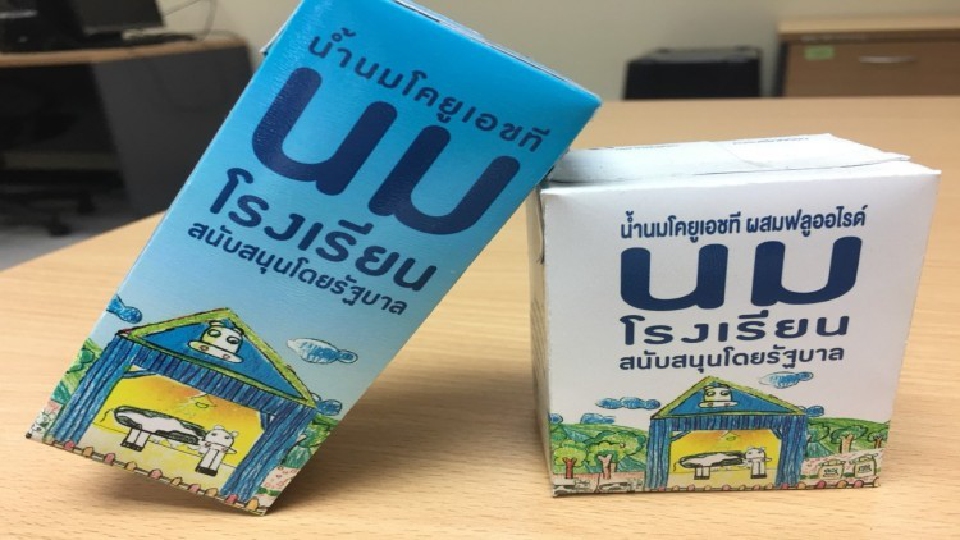 น้ำนมโคยูเอชที
นม
โรงเรียน
สนับสนุนโดยรัฐบาล
น้ำนมโคยูเอชที ผสมฟลูออไรด์
นม
โรงเรียน
สนับสนุนโดยรัฐบาล